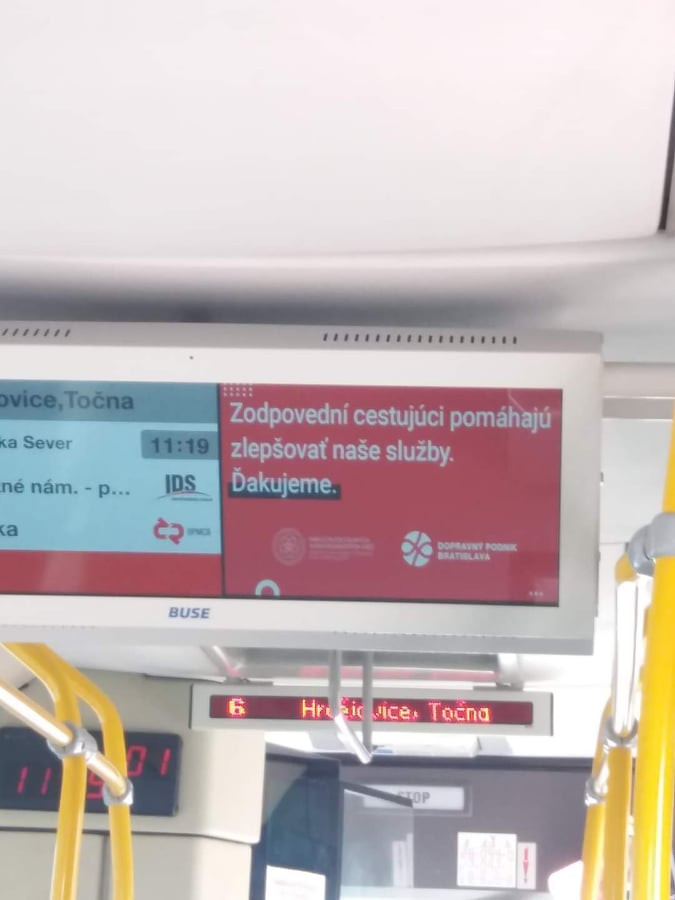 ovice,Točna
ka Sever
11:19
né nám. - p...
IDS
ka
Zodpovední cestujúci pomáhajú
zlepšovať naše služby.
Ďakujeme.
DOPRAVNÝ PODNIK
BRATISLAVA
BUSE
6 Točna
01
STOP